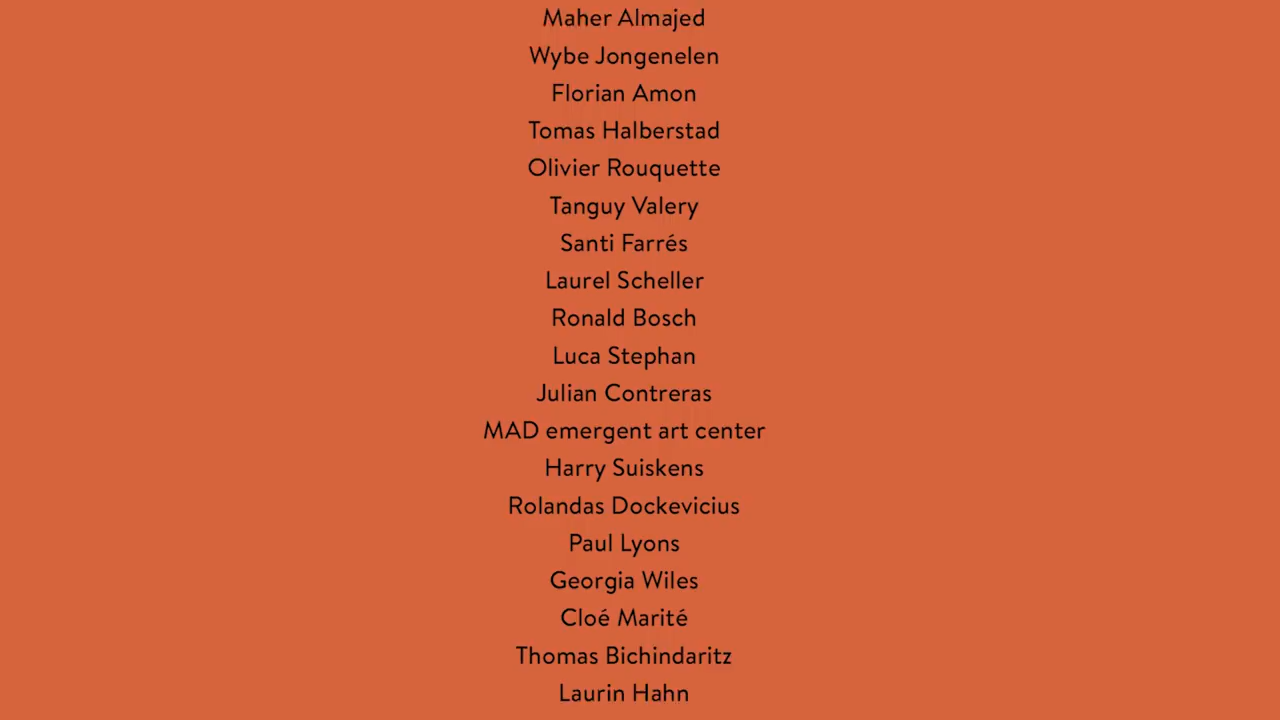 Maher Almajed
Wybe Jongenelen
Florian Amon
Tomas Halberstad
Olivier Rouquette
Tanguy Valery
Santi Farrés
Laurel Scheller
Ronald Bosch
Luca Stephan
Julian Contreras
MAD emergent art center
Harry Suiskens
Rolandas Dockevicius
Paul Lyons
Georgia Wiles
Cloé Marité
Thomas Bichindaritz
Laurin Hahn